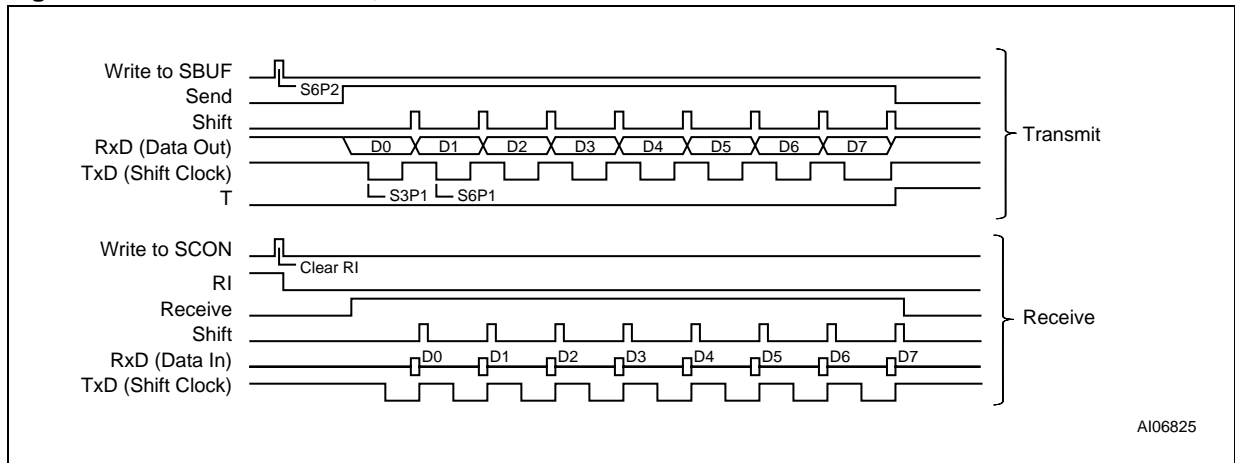 Write to SBUF
S6P2
Send
Shift
RxD (Data Out)
D0 D1 D2 D3 D4 D5 D6 D7
TxD (Shift Clock)
S3P1 S6P1
T
Transmit
Write to SCON
Clear RI
RI
Receive
Shift
RxD (Data In)
D0 D1 D2 D3 D4 D5 D6 D7
TxD (Shift Clock)
Receive
AI06825